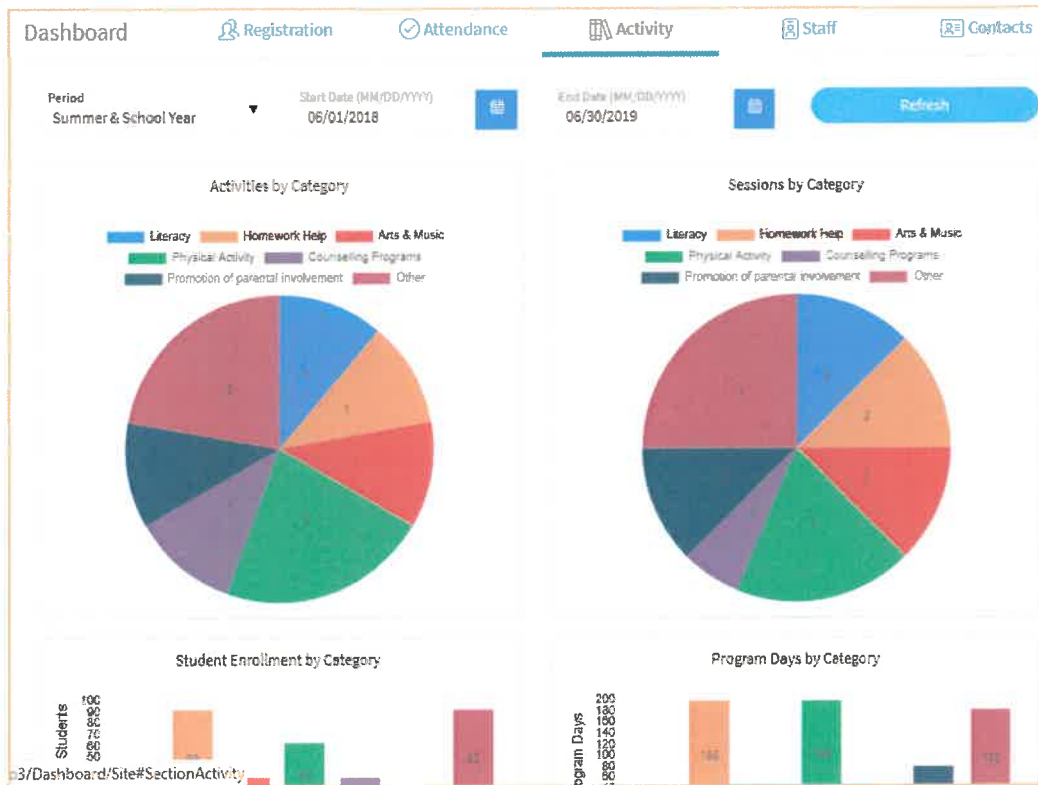 Dashboard
Registration
Attendance
Activity
Staff
Contacts
Period
Summer & School Year
Start Date (MM/DD/YYYY)
06/01/2018
End Date (MM/DD/YYYY)
06/30/2019
Refresh
Activities by Category
Literacy Homework Help Arts & Music
Physical Activity Counselling Programs
Promotion of parental involvement Other
1
Sessions by Category
Literacy Homework Help Arts & Music
Physical Activity Counselling Programs
Promotion of parental involvement Other
2
Student Enrollment by Category
Students
100
90
80
70
60
50
Program Days by Category
Program Days
200
180
160
140
120
100
80
60
p3/Dashboard/Site#SectionActivity